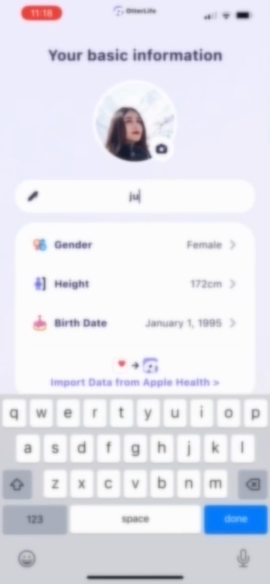 11:18
OtterLife
Your basic information
ju
Gender Female >
Height 172cm >
Birth Date January 1, 1995 >
Import Data from Apple Health >
q w e r t y u i o p
a s d f g h j k l
z x c v b n m
123 space done